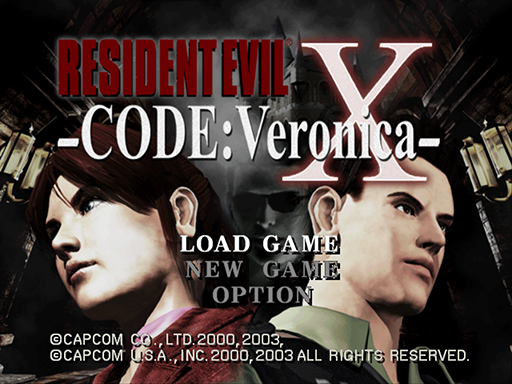 RESIDENT EVIL®
X
-CODE:Veronica-
LOAD GAME
NEW GAME
OPTION
©CAPCOM CO.,LTD.2000,2003,
©CAPCOM U.S.A., INC. 2000,2003 ALL RIGHTS RESERVED.